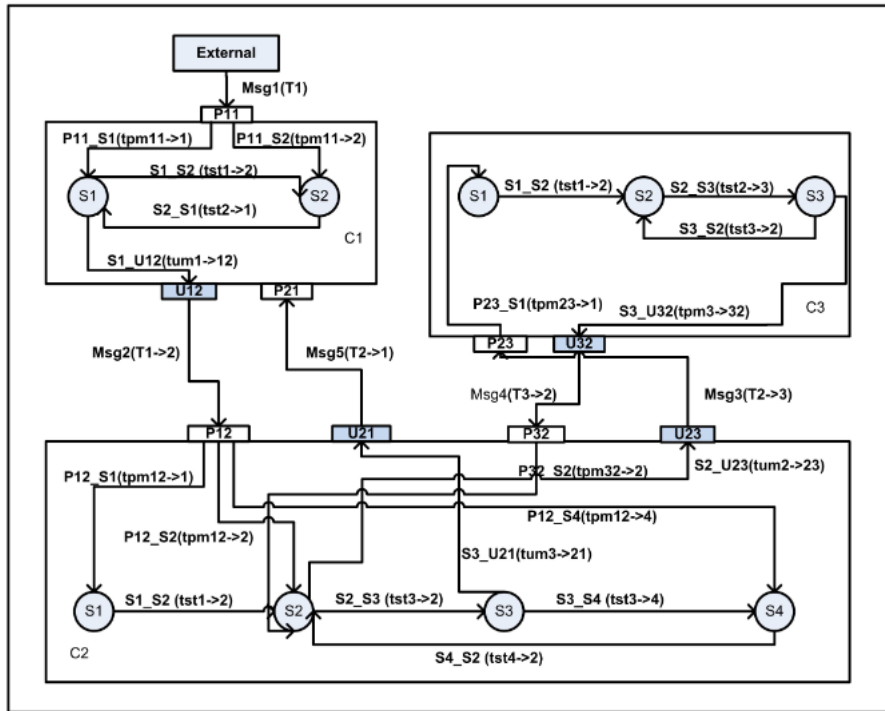 External
Msg1(T1)
P11
P11_S1(tpm11->1)
P11_S2(tpm11->2)
S1_S2 (tst1->2)
S1
S2
S2_S1(tst2->1)
C1
S1_U12(tum1->12)
U12
P21
S1
S1_S2 (tst1->2)
S2
S2_S3(tst2->3)
S3
S3_S2(tst3->2)
P23_S1(tpm23->1)
S3_U32(tpm3->32)
C3
P23
U32
Msg2(T1->2)
Msg5(T2->1)
Msg4(T3->2)
Msg3(T2->3)
P12
U21
P32
U23
P12_S1(tpm12->1)
P32_S2(tpm32->2)
S2_U23(tum2->23)
P12_S2(tpm12->2)
P12_S4(tpm12->4)
S3_U21(tum3->21)
S1
S1_S2 (tst1->2)
S2
S2_S3 (tst3->2)
S3
S3_S4 (tst3->4)
S4
C2
S4_S2 (tst4->2)